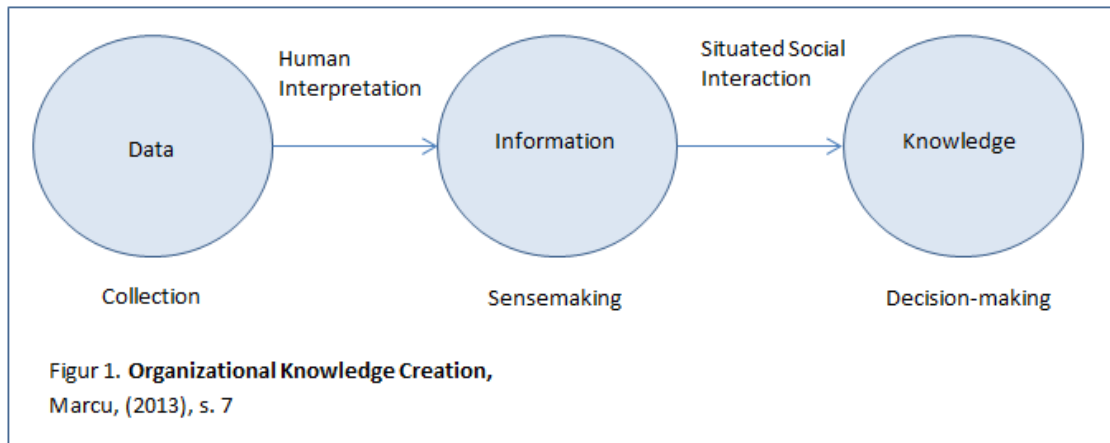 Human
Interpretation
Situated Social
Interaction
Data
Information
Knowledge
Collection
Sensemaking
Decision-making
Figur 1. Organizational Knowledge Creation,
Marcu, (2013), s. 7